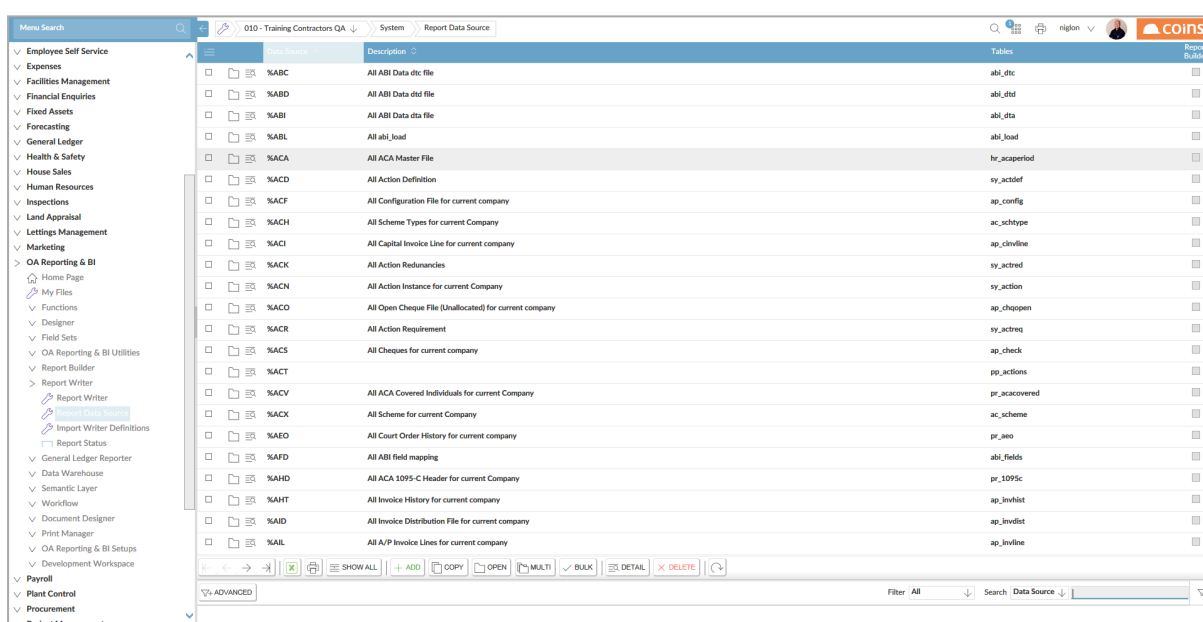 Menu Search
010 - Training Contractors QA System Report Data Source
1
niglon
coins
Employee Self Service
Expenses
Facilities Management
Financial Enquiries
Fixed Assets
Forecasting
General Ledger
Health & Safety
House Sales
Human Resources
Inspections
Land Appraisal
Lettings Management
Marketing
OA Reporting & BI
Home Page
My Files
Functions
Designer
Field Sets
OA Reporting & BI Utilities
Report Builder
Report Writer
Report Writer
Report Data Source
Import Writer Definitions
Report Status
General Ledger Reporter
Data Warehouse
Semantic Layer
Workflow
Document Designer
Print Manager
OA Reporting & BI Setups
Development Workspace
Payroll
Plant Control
Procurement
Data Source Description Tables
%ABC All ABI Data dtc file abi_dtc
%ABD All ABI Data dtd file abi_dtd
%ABI All ABI Data dta file abi_dta
%ABL All abi_load abi_load
%ACA All ACA Master File hr_acaperiod
%ACD All Action Definition sy_actdef
%ACF All Configuration File for current company ap_config
%ACH All Scheme Types for current Company ac_schtype
%ACI All Capital Invoice Line for current company ap_cinvline
%ACK All Action Redunancies sy_actred
%ACN All Action Instance for current Company sy_action
%ACO All Open Cheque File (Unallocated) for current company ap_chqopen
%ACR All Action Requirement sy_actreq
%ACS All Cheques for current company ap_check
%ACT pp_actions
%ACV All ACA Covered Individuals for current Company pr_acacovered
%ACX All Scheme for current Company ac_scheme
%AEO All Court Order History for current company pr_aeo
%AFD All ABI field mapping abi_fields
%AHD All ACA 1095-C Header for current Company pr_1095c
%AHT All Invoice History for current company ap_invhist
%AID All Invoice Distribution File for current company ap_invdist
%AIL All A/P Invoice Lines for current company ap_invline
SHOW ALL ADD COPY OPEN MULTI BULK DETAIL DELETE
ADVANCED Filter All Search Data Source